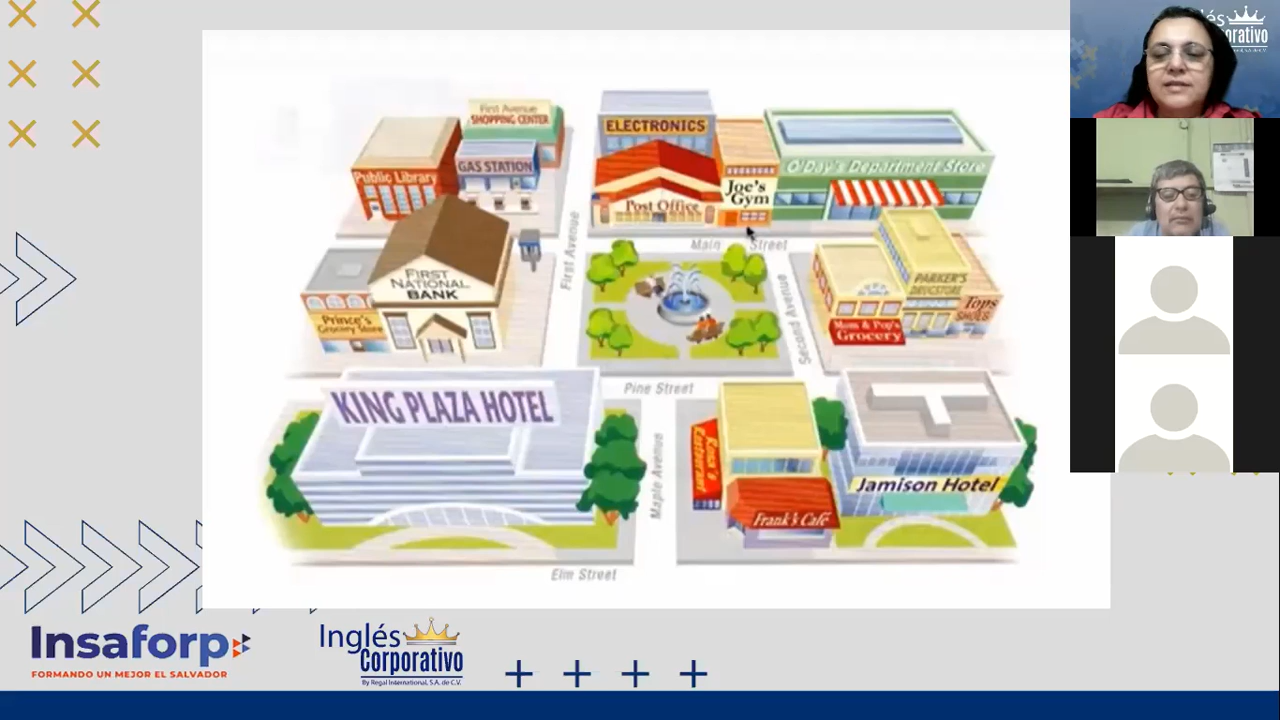 First Avenue
SHOPPING CENTER
GAS STATION
Public Library
ELECTRONICS
Post Office
Joe's
Gym
O'Day's Department Store
Main Street
First Avenue
Second Avenue
FIRST
NATIONAL
BANK
Prince's
Grocery Store
PARKER'S
DRUGSTORE
Tops
SHOES
Mom & Pop's
Grocery
Pine Street
KING PLAZA HOTEL
Maple Avenue
Rosa's
Restaurant
Frank's Café
Jamison Hotel
Elm Street
Insaforp
FORMANDO UN MEJOR EL SALVADOR
Inglés
Corporativo
By Regal International, S.A. de C.V.